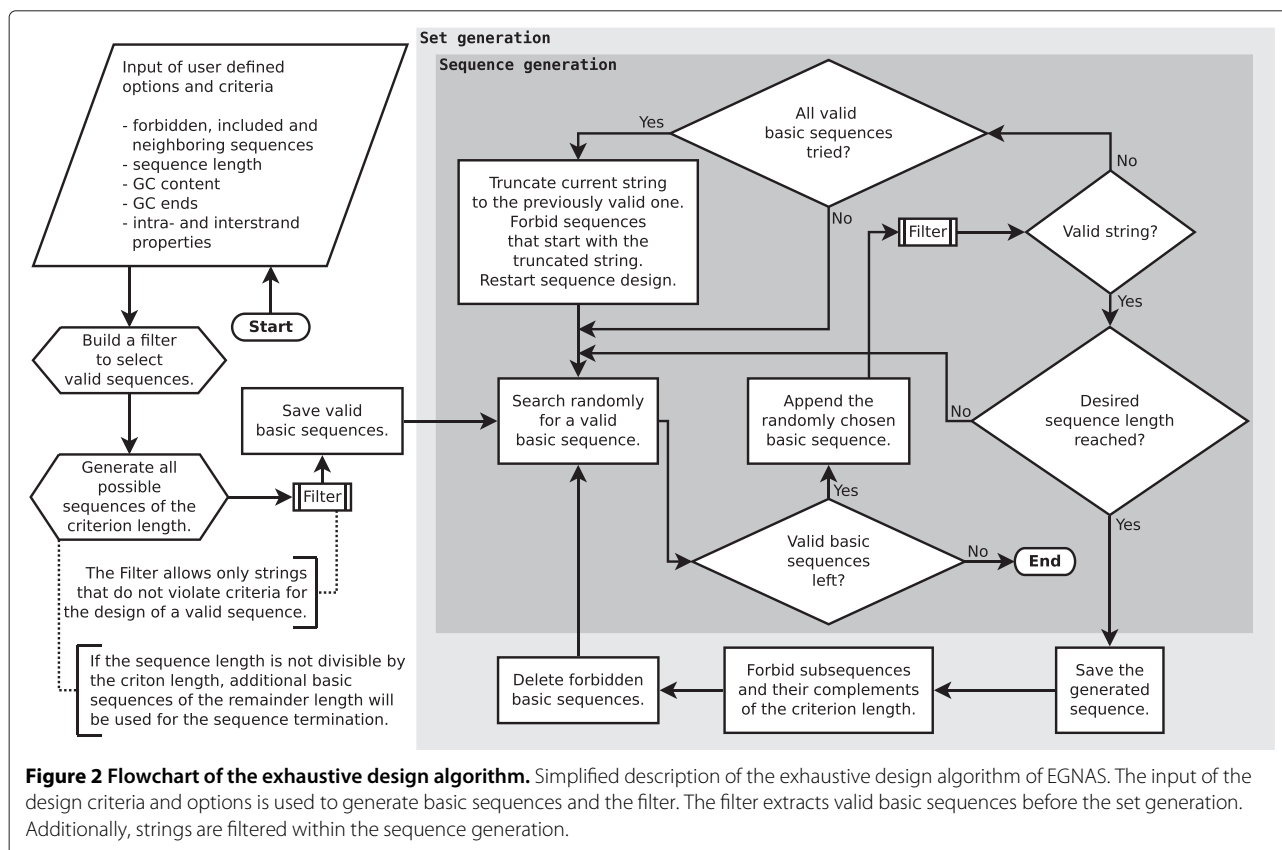 Set generation
Sequence generation
Input of user defined
options and criteria
- forbidden, included and
neighboring sequences
- sequence length
- GC content
- GC ends
- intra- and interstrand
properties
Start
Build a filter
to select
valid sequences.
Generate all
possible
sequences of the
criterion length.
Filter
Save valid
basic sequences.
The Filter allows only strings
that do not violate criteria for
the design of a valid sequence.
If the sequence length is not divisible by
the criton length, additional basic
sequences of the remainder length will
be used for the sequence termination.
All valid
basic sequences
tried?
Yes
No
Truncate current string
to the previously valid one.
Forbid sequences
that start with the
truncated string.
Restart sequence design.
Filter
Valid string?
No
Yes
Search randomly
for a valid
basic sequence.
Append the
randomly chosen
basic sequence.
Desired
sequence length
reached?
No
Yes
Valid basic
sequences
left?
Yes
No
End
Delete forbidden
basic sequences.
Forbid subsequences
and their complements
of the criterion length.
Save the
generated
sequence.
Figure 2 Flowchart of the exhaustive design algorithm. Simplified description of the exhaustive design algorithm of EGNAS. The input of the
design criteria and options is used to generate basic sequences and the filter. The filter extracts valid basic sequences before the set generation.
Additionally, strings are filtered within the sequence generation.